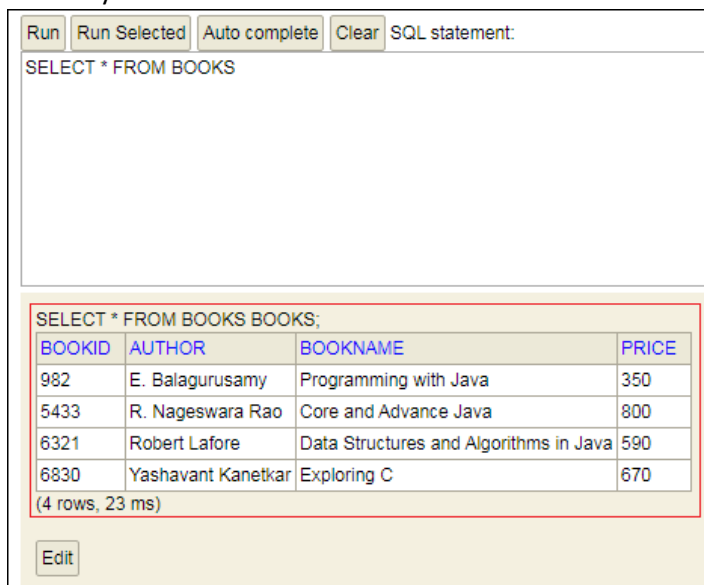 Run Run Selected Auto complete Clear SQL statement:
SELECT * FROM BOOKS
SELECT * FROM BOOKS BOOKS;
BOOKID AUTHOR BOOKNAME PRICE
982 E. Balagurusamy Programming with Java 350
5433 R. Nageswara Rao Core and Advance Java 800
6321 Robert Lafore Data Structures and Algorithms in Java 590
6830 Yashavant Kanetkar Exploring C 670
(4 rows, 23 ms)
Edit